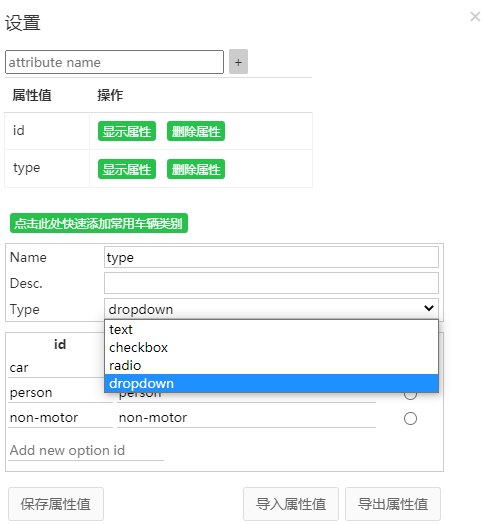 设置
×
attribute name +
属性值 操作
id 显示属性 删除属性
type 显示属性 删除属性
点击此处快速添加常用车辆类别
Name type
Desc.
Type dropdown
text
checkbox
radio
dropdown
id
car
person person
non-motor non-motor
Add new option id
保存属性值 导入属性值 导出属性值